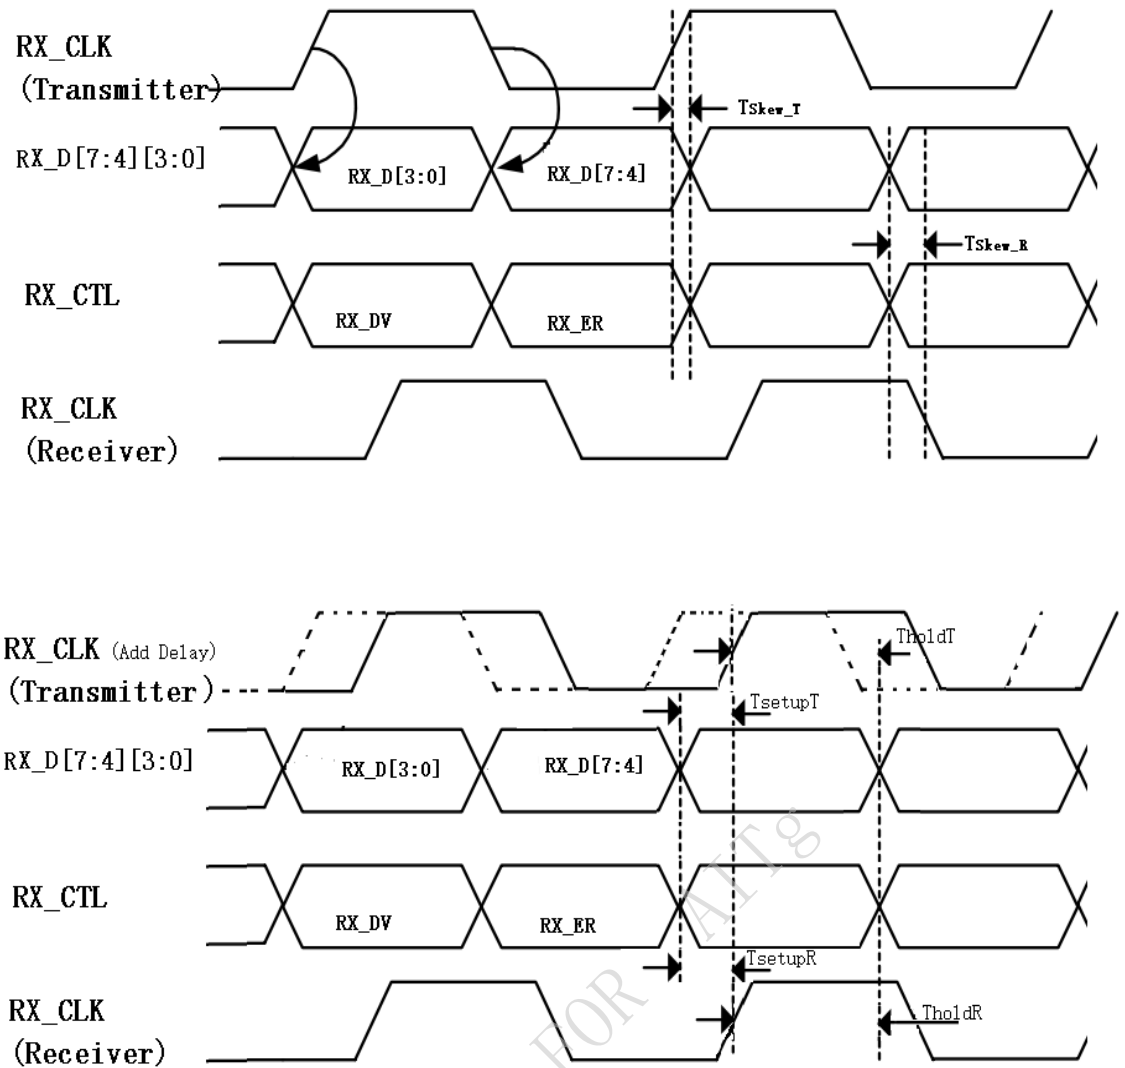 RX_CLK
(Transmitter)
TSkew_T
RX_D[7:4][3:0]
RX_D[3:0]
RX_D[7:4]
TSkew_R
RX_CTL
RX_DV
RX_ER
RX_CLK
(Receiver)
RX_CLK (Add Delay)
(Transmitter)
TholdT
TsetupT
RX_D[7:4][3:0]
RX_D[3:0]
RX_D[7:4]
RX_CTL
RX_DV
RX_ER
TsetupR
RX_CLK
(Receiver)
TholdR
FOR AITg